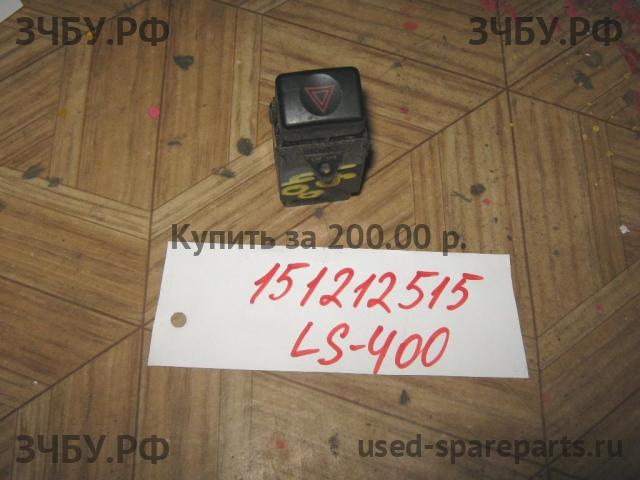 ЗЧБУ.РФ
ЗЧБУ.РФ
Купить за 200.00 р.
151212515
LS-400
ЗЧБУ.РФ
used-spareparts.ru